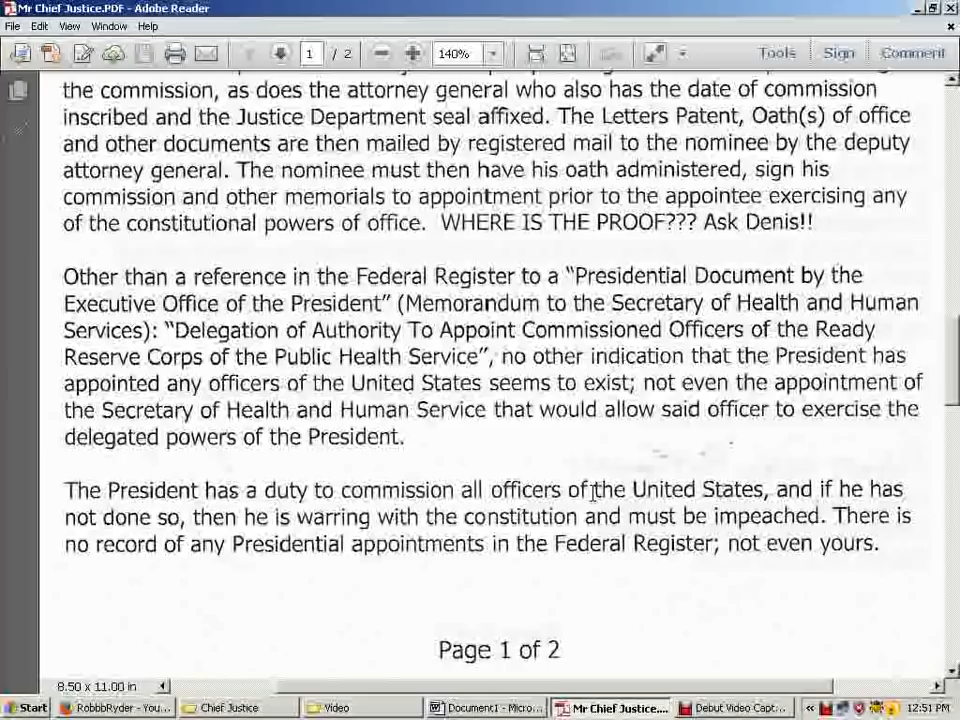 Mr Chief Justice.PDF - Adobe Reader
File Edit View Window Help
1 / 2 140% Tools Sign Comment
the commission, as does the attorney general who also has the date of commission
inscribed and the Justice Department seal affixed. The Letters Patent, Oath(s) of office
and other documents are then mailed by registered mail to the nominee by the deputy
attorney general. The nominee must then have his oath administered, sign his
commission and other memorials to appointment prior to the appointee exercising any
of the constitutional powers of office. WHERE IS THE PROOF??? Ask Denis!!
Other than a reference in the Federal Register to a “Presidential Document by the
Executive Office of the President” (Memorandum to the Secretary of Health and Human
Services): “Delegation of Authority To Appoint Commissioned Officers of the Ready
Reserve Corps of the Public Health Service”, no other indication that the President has
appointed any officers of the United States seems to exist; not even the appointment of
the Secretary of Health and Human Service that would allow said officer to exercise the
delegated powers of the President.
The President has a duty to commission all officers of the United States, and if he has
not done so, then he is warring with the constitution and must be impeached. There is
no record of any Presidential appointments in the Federal Register; not even yours.
Page 1 of 2
8.50 x 11.00 in
Start RobbbRyder - You... Chief Justice Video Document1 - Micro... Mr Chief Justice.... Debut Video Capt... 12:51 PM